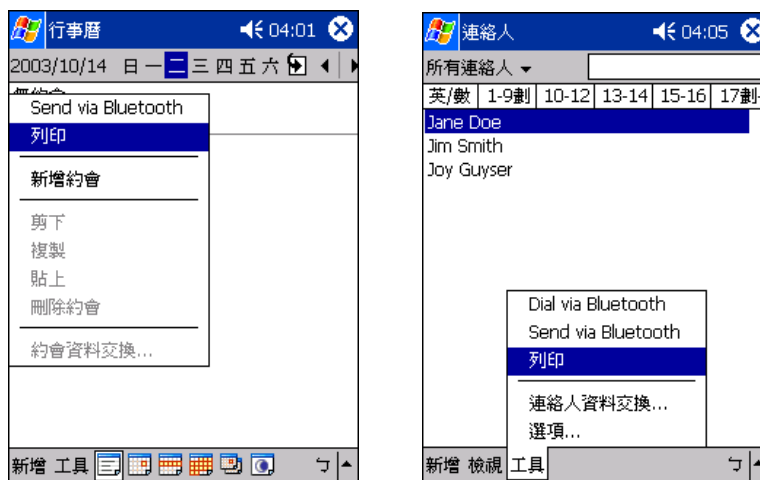 行事曆 04:01
2003/10/14 日 一 二 三 四 五 六
Send via Bluetooth
列印
新增約會
剪下
複製
貼上
刪除約會
約會資料交換...
新增 工具 ㄅ
連絡人 04:05
所有連絡人
英/數 1-9劃 10-12 13-14 15-16 17劃
Jane Doe
Jim Smith
Joy Guyser
Dial via Bluetooth
Send via Bluetooth
列印
連絡人資料交換...
選項...
新增 檢視 工具 ㄅ